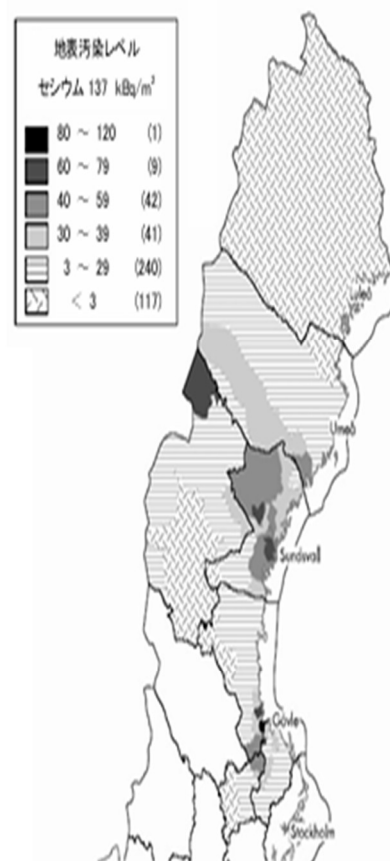 地表汚染レベル
セシウム 137 kBq/m²
80 ～ 120 (1)
60 ～ 79 (9)
40 ～ 59 (42)
30 ～ 39 (41)
3 ～ 29 (240)
＜ 3 (117)
Luleå
Umeå
Sundsvall
Gävle
Stockholm